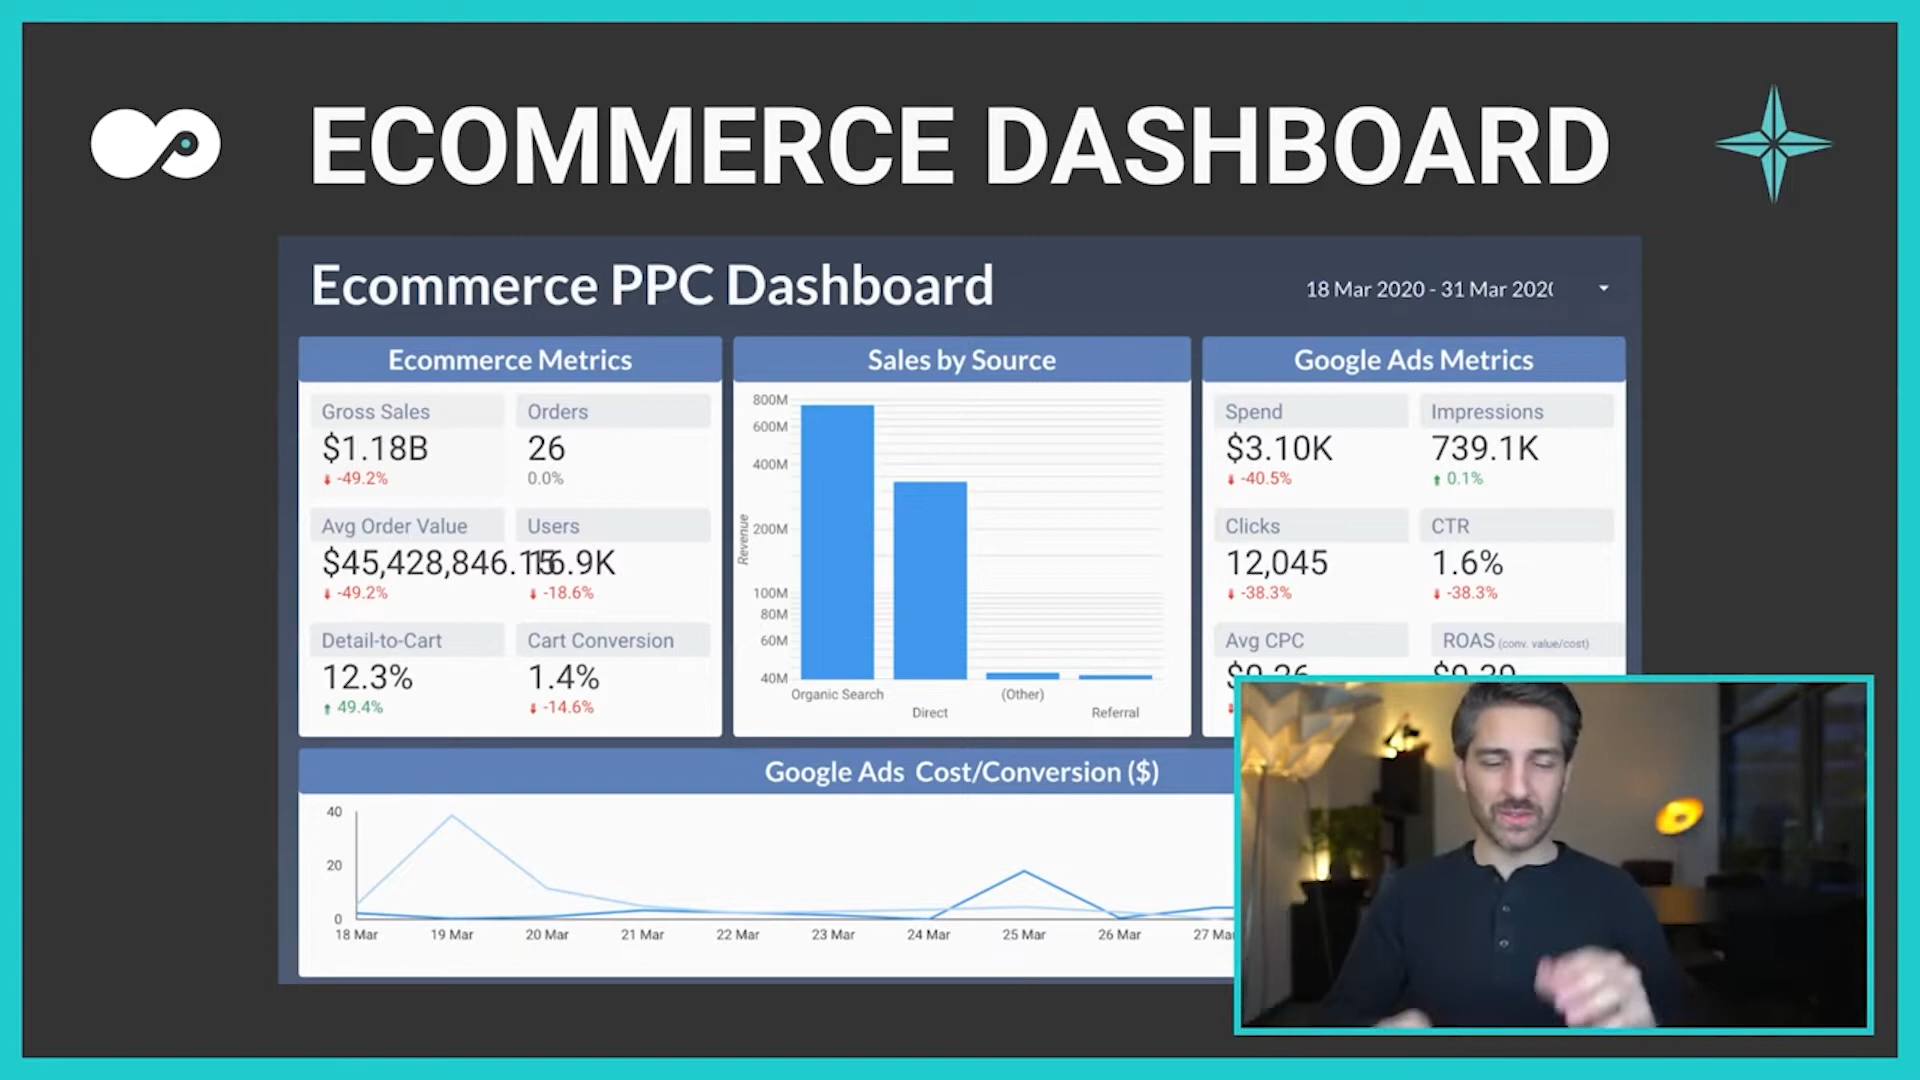 ECOMMERCE DASHBOARD
Ecommerce PPC Dashboard
18 Mar 2020 - 31 Mar 202
Ecommerce Metrics
Gross Sales
Orders
$1.18B
26
-49.2%
0.0%
Avg Order Value
Users
$45,428,846.15
-49.2%
-18.6%
Detail-to-Cart
Cart Conversion
12.3%
1.4%
49.4%
-14.6%
Sales by Source
800M
600M
400M
200M
100M
80M
60M
40M
Revenue
Organic Search
Direct
(Other)
Referral
Google Ads Metrics
Spend
Impressions
$3.10K
739.1K
-40.5%
0.1%
Clicks
CTR
12,045
1.6%
-38.3%
-38.3%
Avg CPC
ROAS (conv. value/cost)
Google Ads Cost/Conversion ($)
40
20
0
18 Mar
19 Mar
20 Mar
21 Mar
22 Mar
23 Mar
24 Mar
25 Mar
26 Mar
27 Mar